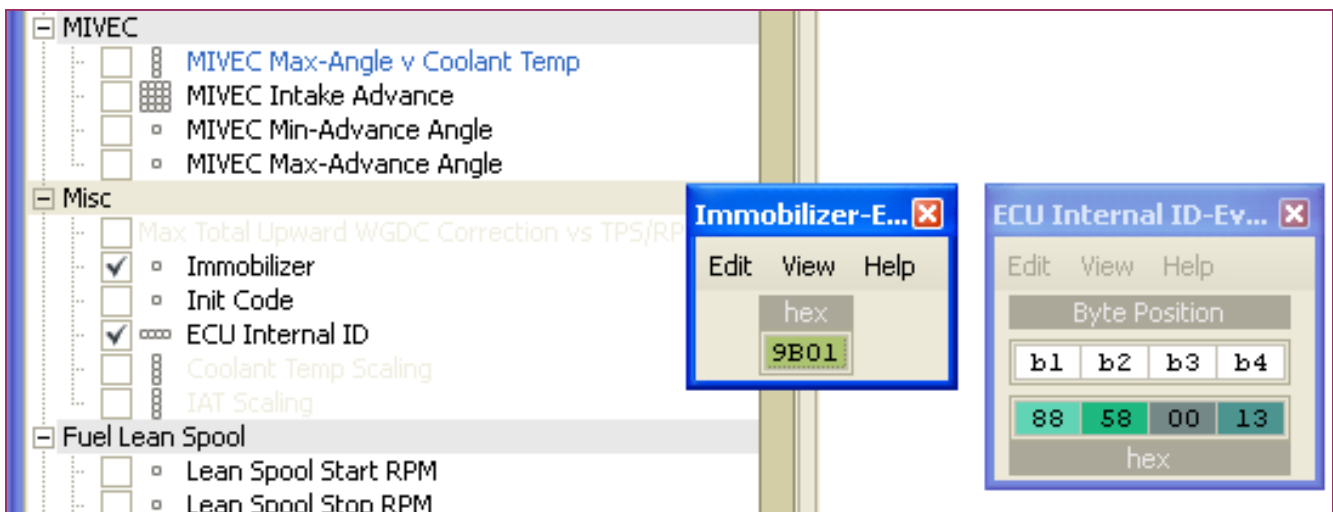 MIVEC
MIVEC Max-Angle v Coolant Temp
MIVEC Intake Advance
MIVEC Min-Advance Angle
MIVEC Max-Advance Angle
Misc
Max Total Upward WGDC Correction vs TPS/RP
Immobilizer
Init Code
ECU Internal ID
Coolant Temp Scaling
IAT Scaling
Fuel Lean Spool
Lean Spool Start RPM
Lean Spool Stop RPM
Immobilizer-E...
Edit View Help
hex
9B01
ECU Internal ID-Ev...
Edit View Help
Byte Position
b1 b2 b3 b4
88 58 00 13
hex